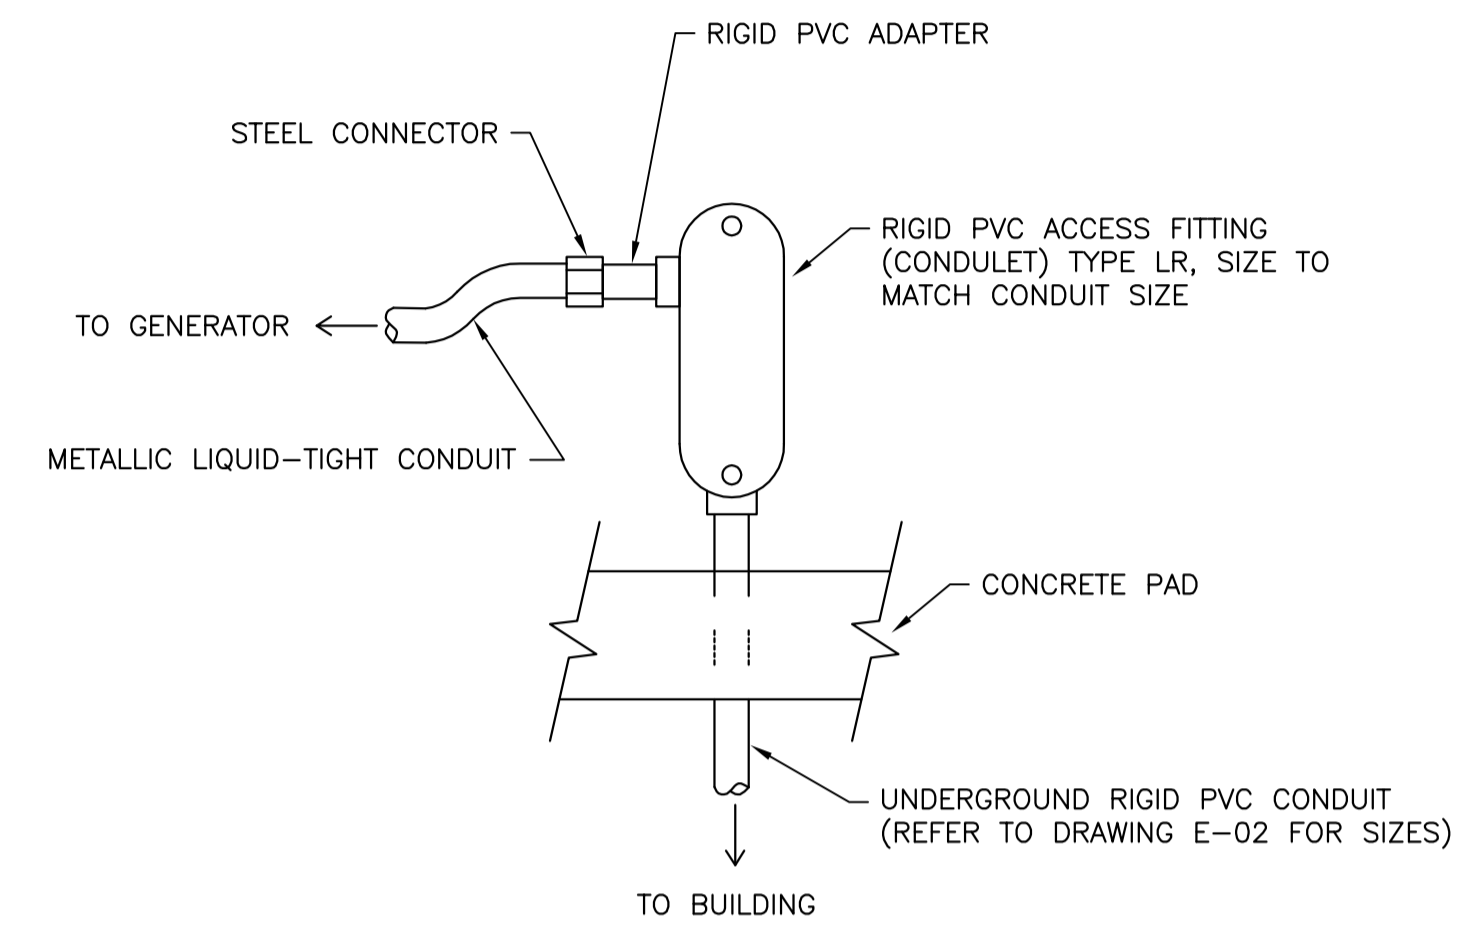 RIGID PVC ADAPTER
STEEL CONNECTOR
RIGID PVC ACCESS FITTING
(CONDULET) TYPE LR, SIZE TO
MATCH CONDUIT SIZE
TO GENERATOR
METALLIC LIQUID-TIGHT CONDUIT
CONCRETE PAD
UNDERGROUND RIGID PVC CONDUIT
(REFER TO DRAWING E-02 FOR SIZES)
TO BUILDING